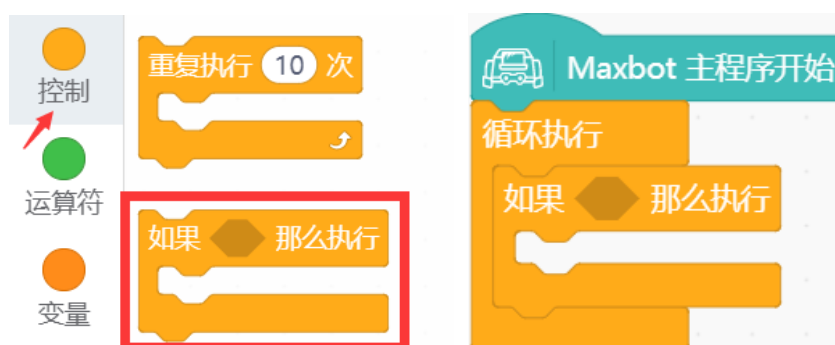 控制
运算符
变量
重复执行 10 次
如果 那么执行
Maxbot 主程序开始
循环执行
如果 那么执行